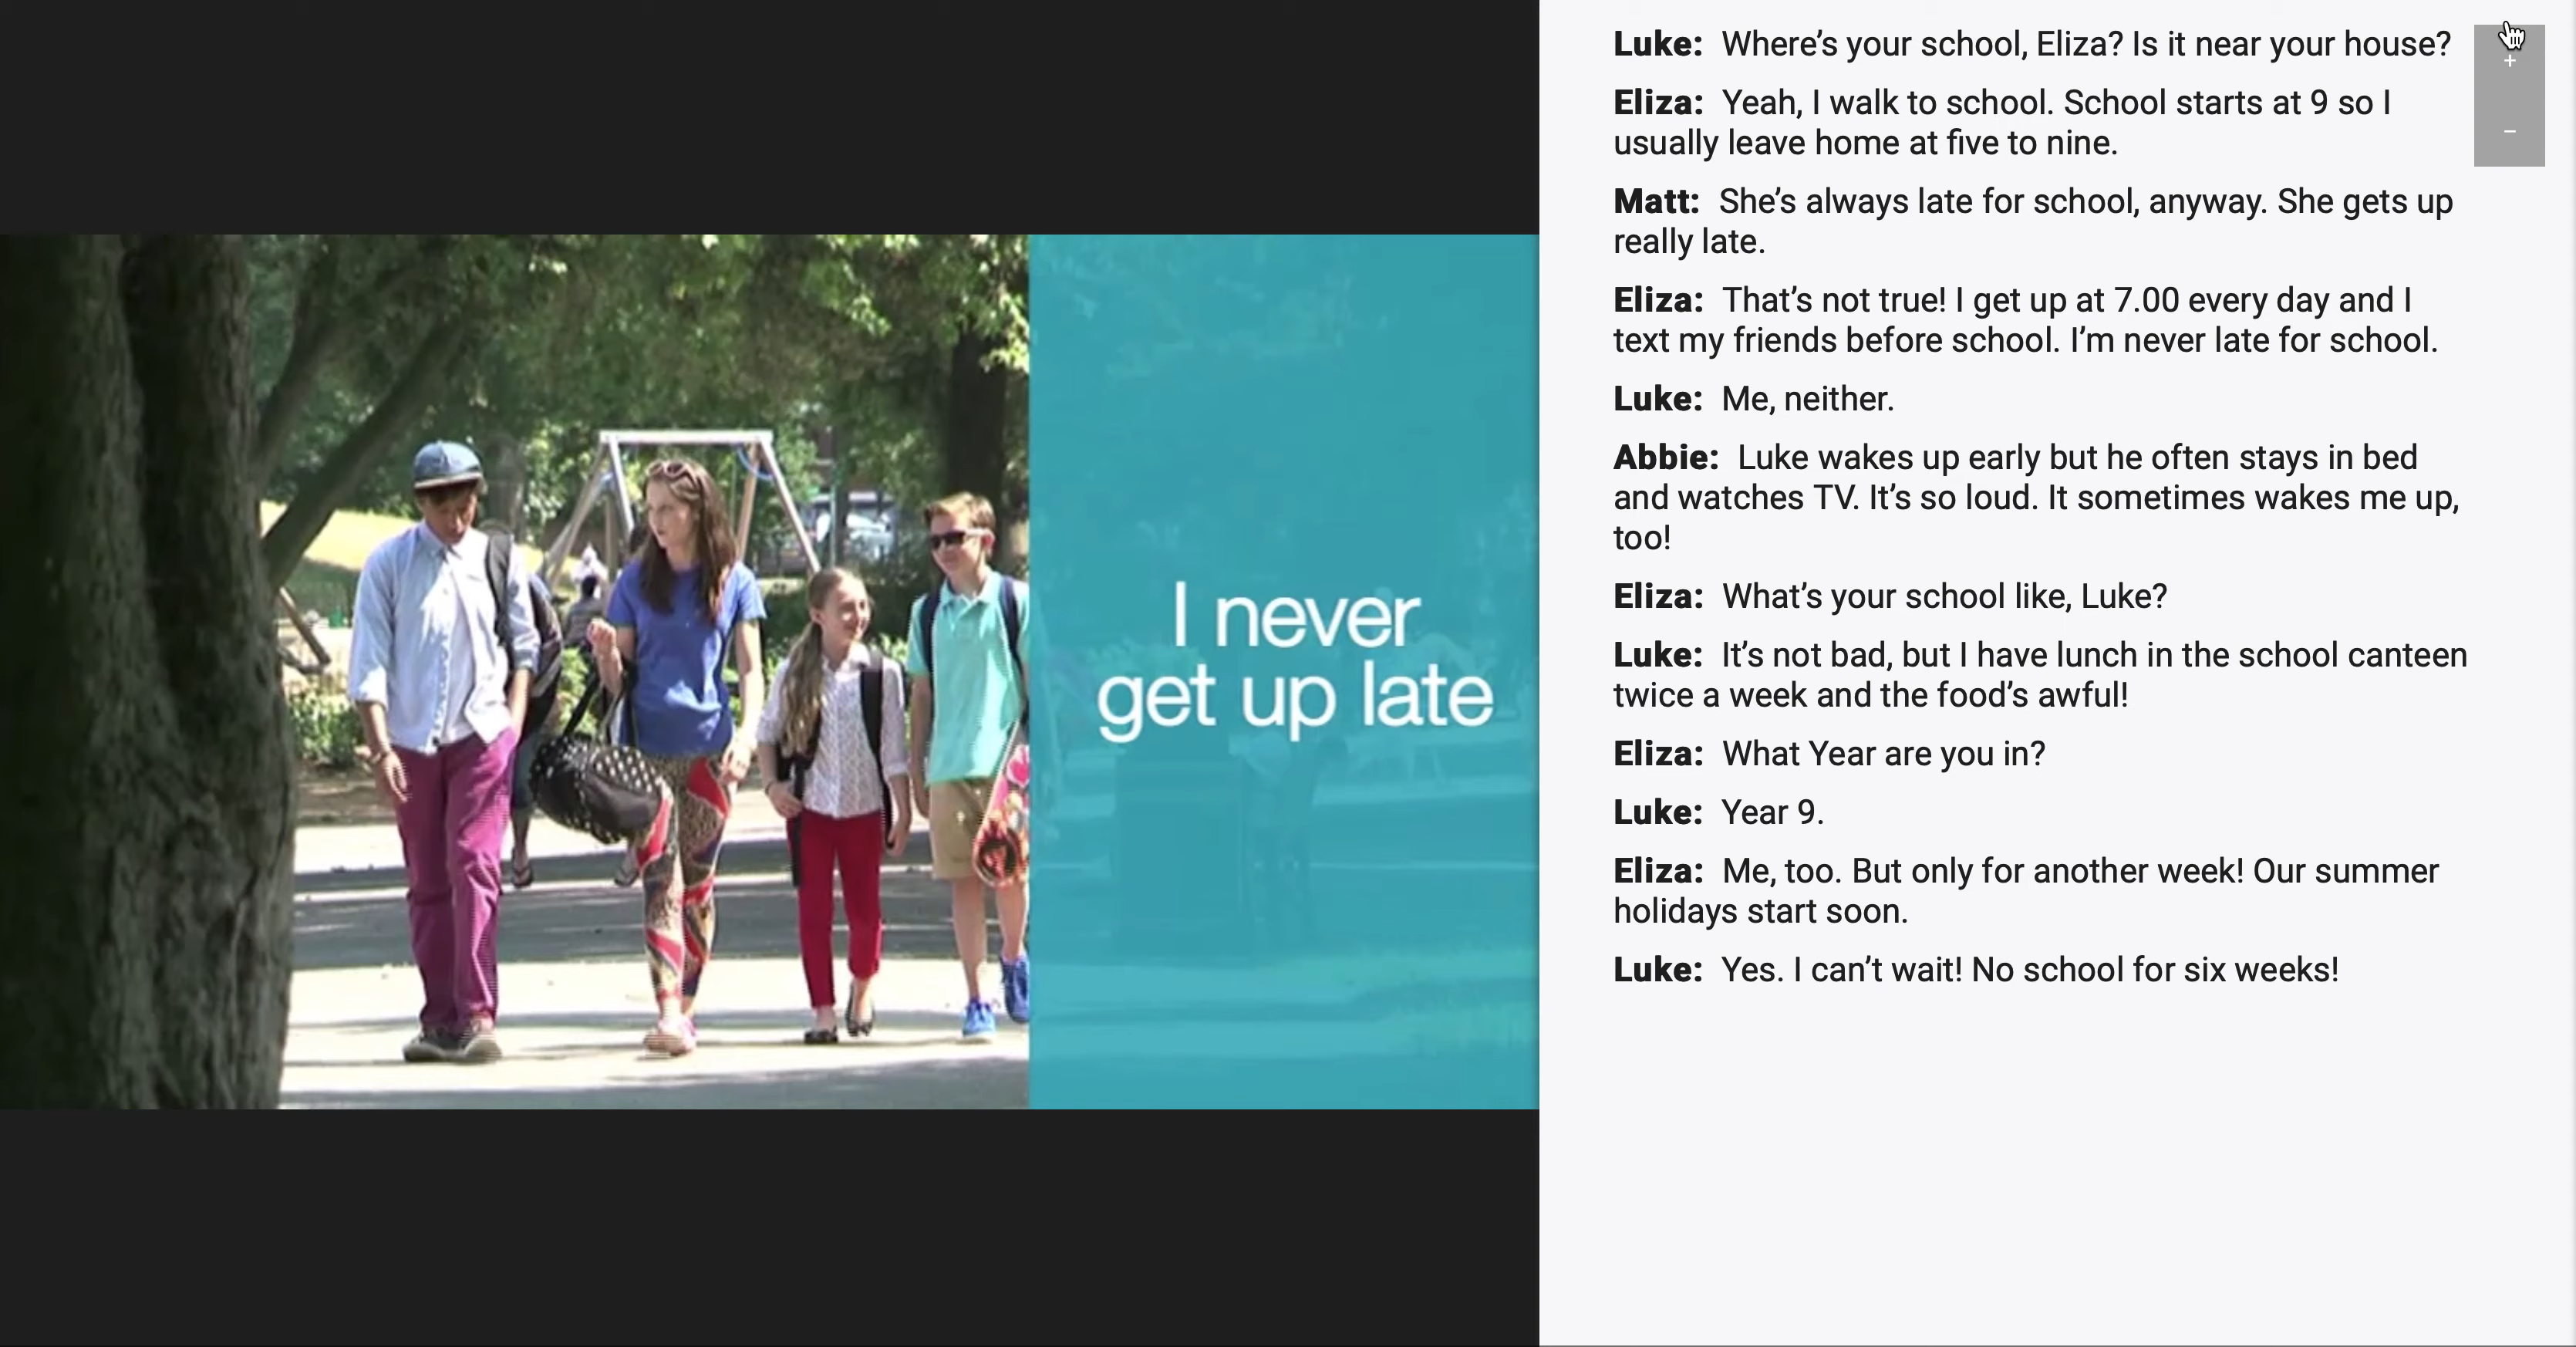 I never
get up late
Luke: Where’s your school, Eliza? Is it near your house?
Eliza: Yeah, I walk to school. School starts at 9 so I
usually leave home at five to nine.
Matt: She’s always late for school, anyway. She gets up
really late.
Eliza: That’s not true! I get up at 7.00 every day and I
text my friends before school. I’m never late for school.
Luke: Me, neither.
Abbie: Luke wakes up early but he often stays in bed
and watches TV. It’s so loud. It sometimes wakes me up,
too!
Eliza: What’s your school like, Luke?
Luke: It’s not bad, but I have lunch in the school canteen
twice a week and the food’s awful!
Eliza: What Year are you in?
Luke: Year 9.
Eliza: Me, too. But only for another week! Our summer
holidays start soon.
Luke: Yes. I can’t wait! No school for six weeks!
+
−